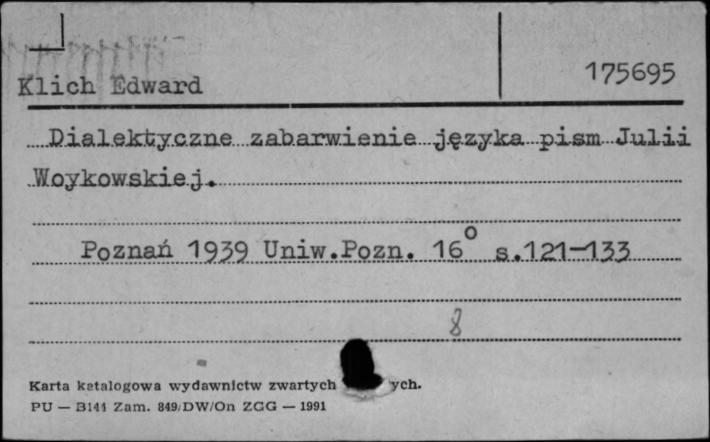 Klich Edward
175695
Dialektyczne zabarwienie języka pism Julii
Woykowskiej.
Poznań 1939 Uniw.Pozn. 16° s.121-133
8
Karta katalogowa wydawnictw zwartych ych.
PU — B141 Zam. 849/DW/On ZGG — 1991